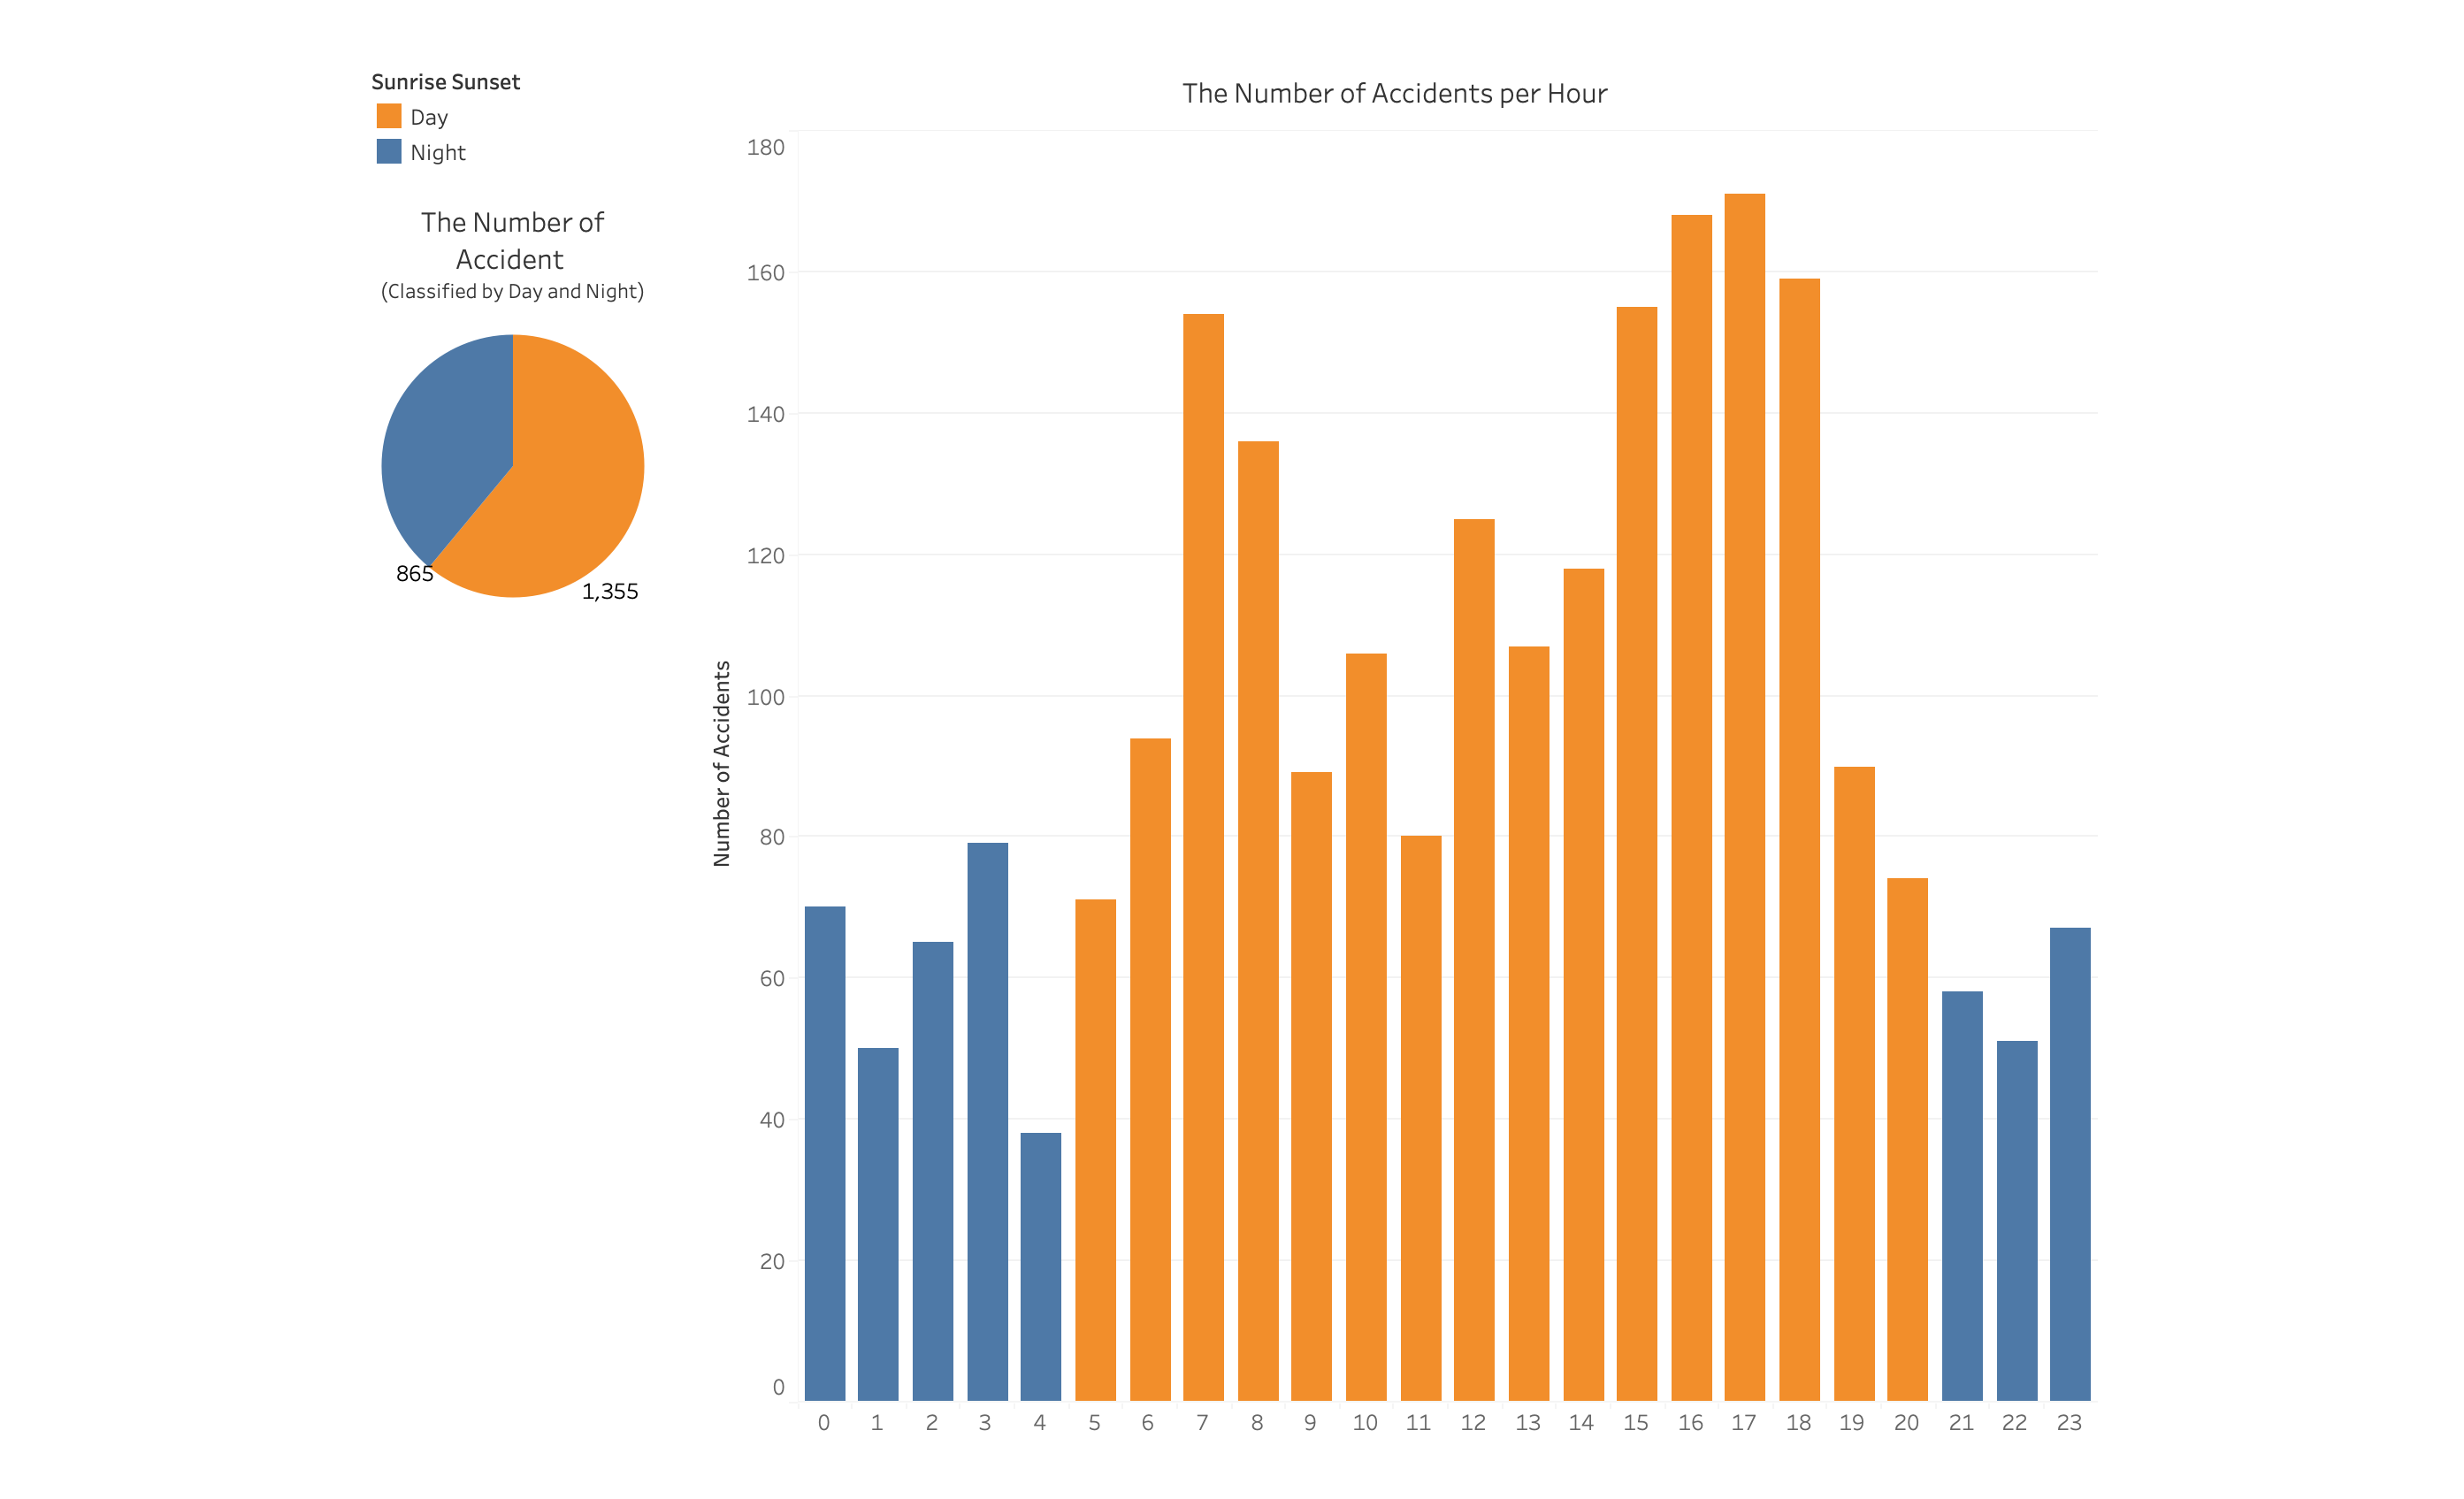 Sunrise Sunset
Day
Night
The Number of
Accident
(Classified by Day and Night)
865
1,355
The Number of Accidents per Hour
Number of Accidents
180
160
140
120
100
80
60
40
20
0
0 1 2 3 4 5 6 7 8 9 10 11 12 13 14 15 16 17 18 19 20 21 22 23